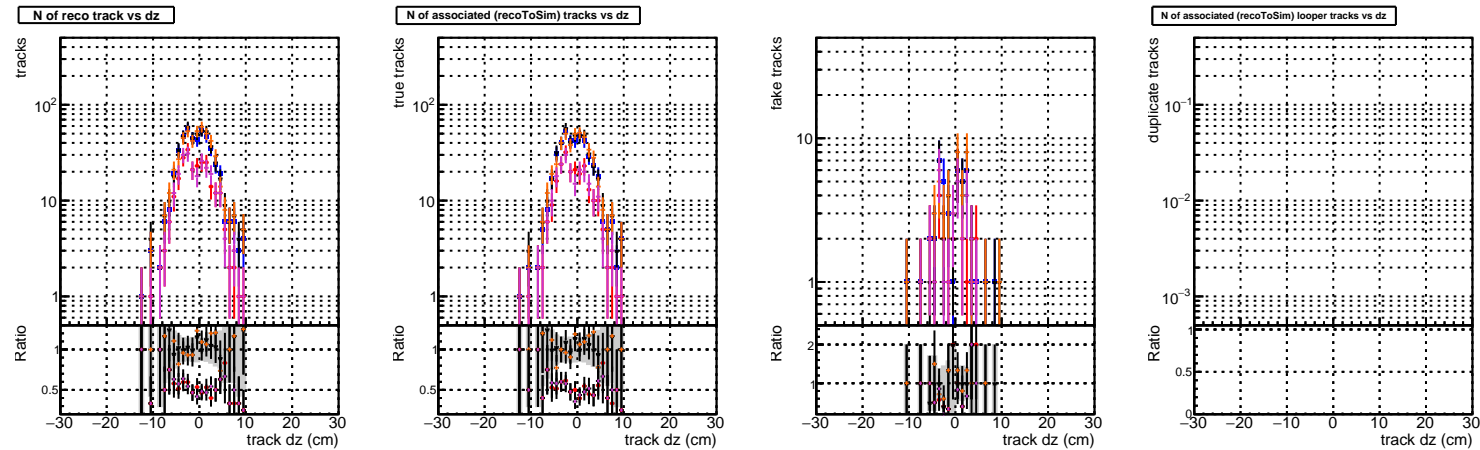 N of reco track vs dz
tracks
10²
10
1
Ratio
1
0.5
−30 −20 −10 0 10 20 30
track dz (cm)
N of associated (recoToSim) tracks vs dz
true tracks
10²
10
1
Ratio
1
0.5
−30 −20 −10 0 10 20 30
track dz (cm)
fake tracks
10
1
Ratio
2
1
−30 −20 −10 0 10 20 30
track dz (cm)
N of associated (recoToSim) looper tracks vs dz
duplicate tracks
10⁻¹
10⁻²
10⁻³
Ratio
1
0.5
0
−30 −20 −10 0 10 20 30
track dz (cm)